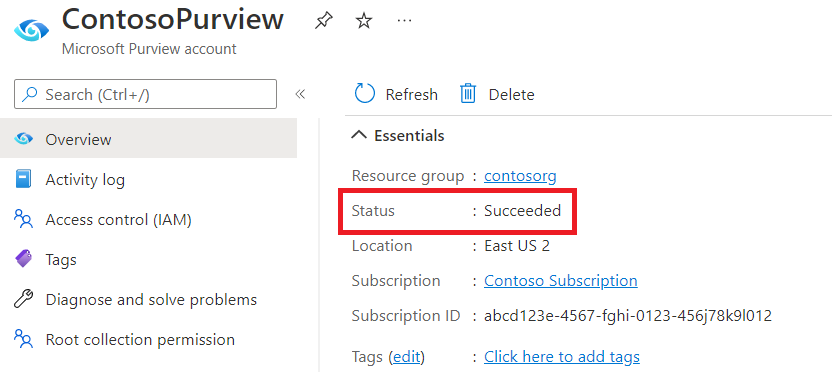 ContosoPurview
Microsoft Purview account
Search (Ctrl+/)
Overview
Activity log
Access control (IAM)
Tags
Diagnose and solve problems
Root collection permission
Refresh Delete
Essentials
Resource group : contosorg
Status : Succeeded
Location : East US 2
Subscription : Contoso Subscription
Subscription ID : abcd123e-4567-fghi-0123-456j78k9l012
Tags (edit) : Click here to add tags